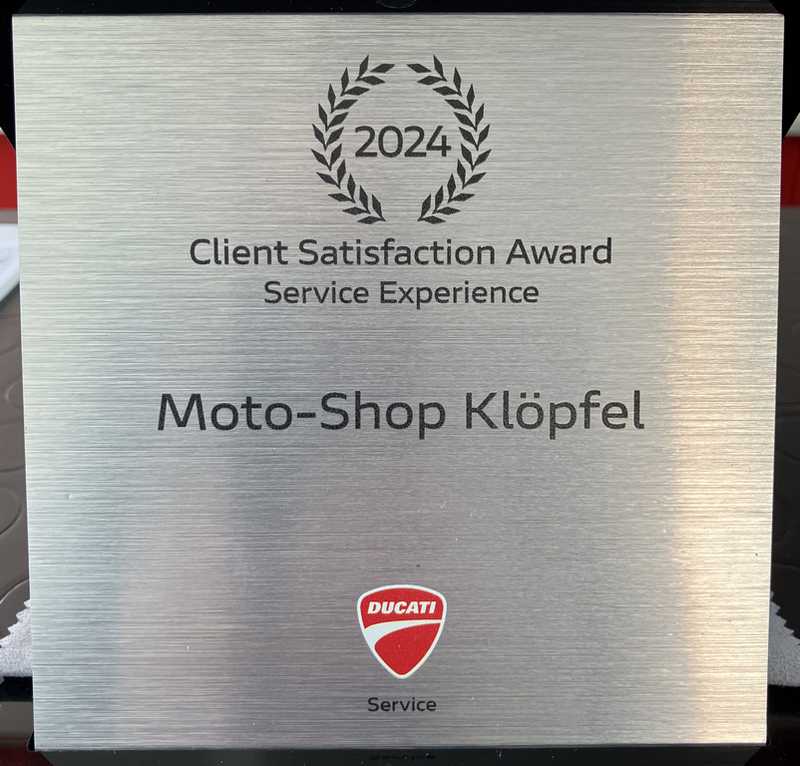 2024
Client Satisfaction Award
Service Experience
Moto-Shop Klöpfel
DUCATI
Service